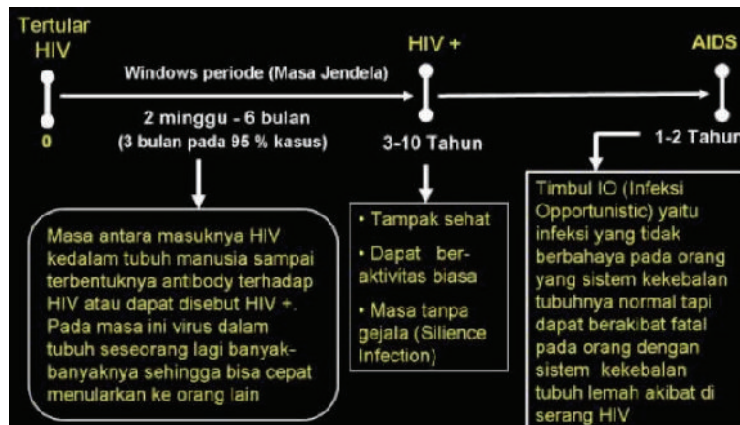 Tertular
HIV
HIV +
AIDS
Windows periode (Masa Jendela)
0
2 minggu - 6 bulan
(3 bulan pada 95 % kasus)
3-10 Tahun
1-2 Tahun
Masa antara masuknya HIV
kedalam tubuh manusia sampai
terbentuknya antibody terhadap
HIV atau dapat disebut HIV +.
Pada masa ini virus dalam
tubuh seseorang lagi banyak-
banyaknya sehingga bisa cepat
menularkan ke orang lain
• Tampak sehat
• Dapat ber-
aktivitas biasa
• Masa tanpa
gejala (Silience
Infection)
Timbul IO (Infeksi
Opportunistic) yaitu
infeksi yang tidak
berbahaya pada orang
yang sistem kekebalan
tubuhnya normal tapi
dapat berakibat fatal
pada orang dengan
sistem kekebalan
tubuh lemah akibat di
serang HIV